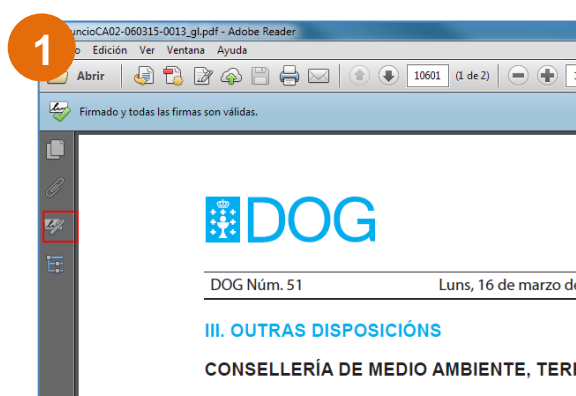 1
uncioCA02-060315-0013_gl.pdf - Adobe Reader
Edición Ver Ventana Ayuda
Abrir 10601 (1 de 2)
Firmado y todas las firmas son válidas.
DOG
DOG Núm. 51 Luns, 16 de marzo de
III. OUTRAS DISPOSICIÓNS
CONSELLERÍA DE MEDIO AMBIENTE, TERR